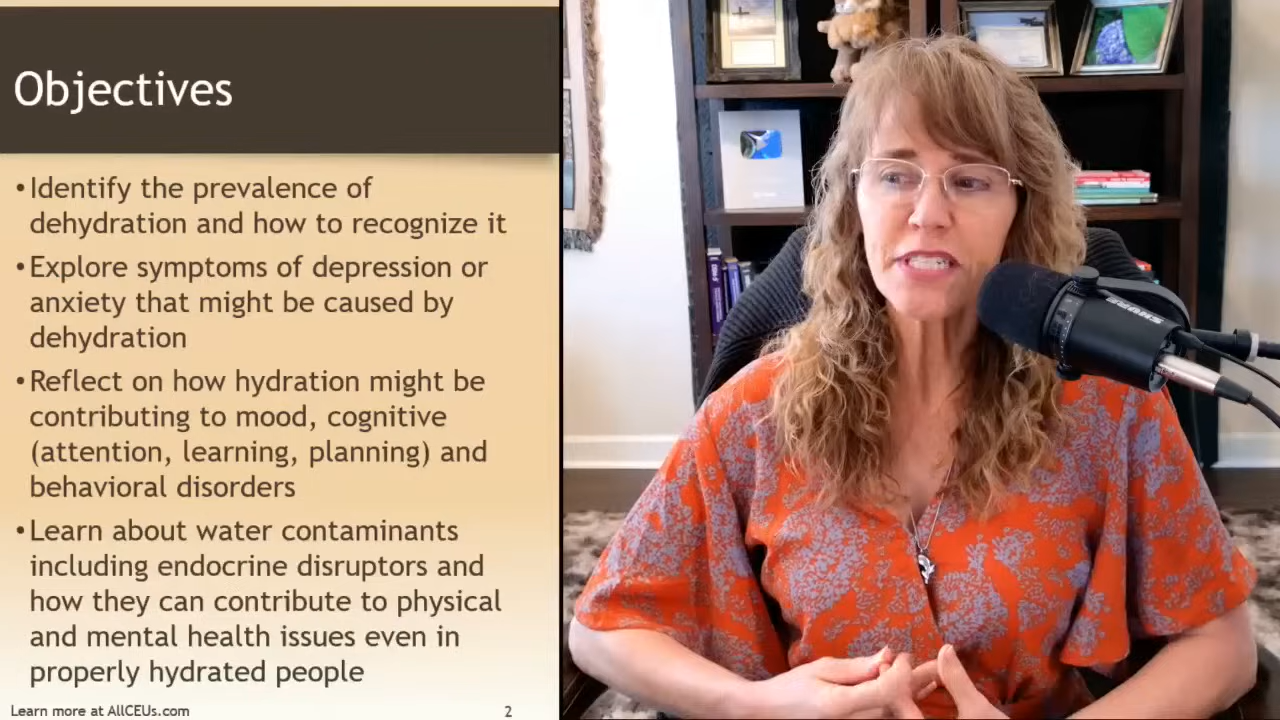 Objectives
•Identify the prevalence of
dehydration and how to recognize it
•Explore symptoms of depression or
anxiety that might be caused by
dehydration
•Reflect on how hydration might be
contributing to mood, cognitive
(attention, learning, planning) and
behavioral disorders
•Learn about water contaminants
including endocrine disruptors and
how they can contribute to physical
and mental health issues even in
properly hydrated people
Learn more at AllCEUs.com
2
SHURE